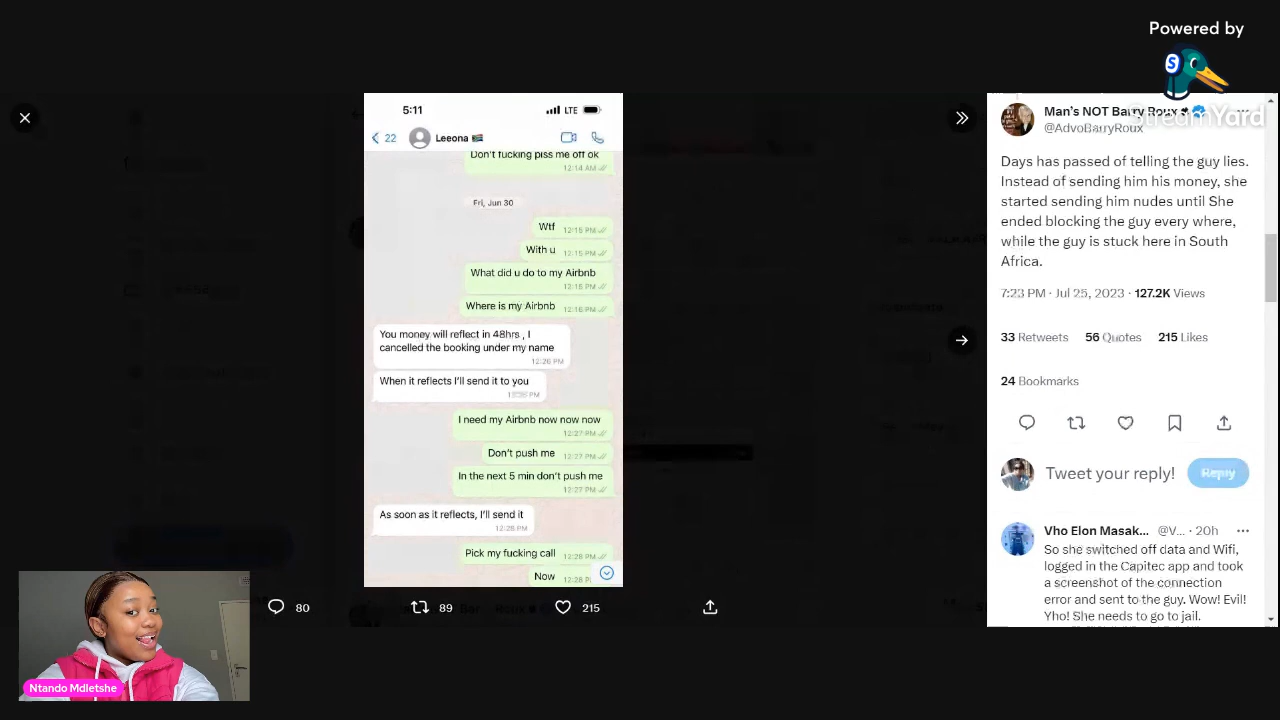 Powered by
StreamYard
5:11
LTE
22
Leeona
Don't fucking piss me off ok
12:14 AM
Fri, Jun 30
Wtf 12:15 PM
With u 12:15 PM
What did u do to my Airbnb
12:15 PM
Where is my Airbnb 12:16 PM
You money will reflect in 48hrs , I
cancelled the booking under my name
12:26 PM
When it reflects I'll send it to you
PM
I need my Airbnb now now now
12:27 PM
Don't push me 12:27 PM
In the next 5 min don't push me
12:27 PM
As soon as it reflects, I'll send it
12:28 PM
Pick my fucking call 12:28 PM
Now 12:28 P
80
89
215
Man's NOT Barry Roux
@AdvoBarryRoux
Days has passed of telling the guy lies.
Instead of sending him his money, she
started sending him nudes until She
ended blocking the guy every where,
while the guy is stuck here in South
Africa.
7:23 PM · Jul 25, 2023 · 127.2K Views
33 Retweets 56 Quotes 215 Likes
24 Bookmarks
Tweet your reply!
Reply
Vho Elon Masak... @V... · 20h
So she switched off data and Wifi,
logged in the Capitec app and took
a screenshot of the connection
error and sent to the guy. Wow! Evil!
Yho! She needs to go to jail.
Ntando Mdletshe